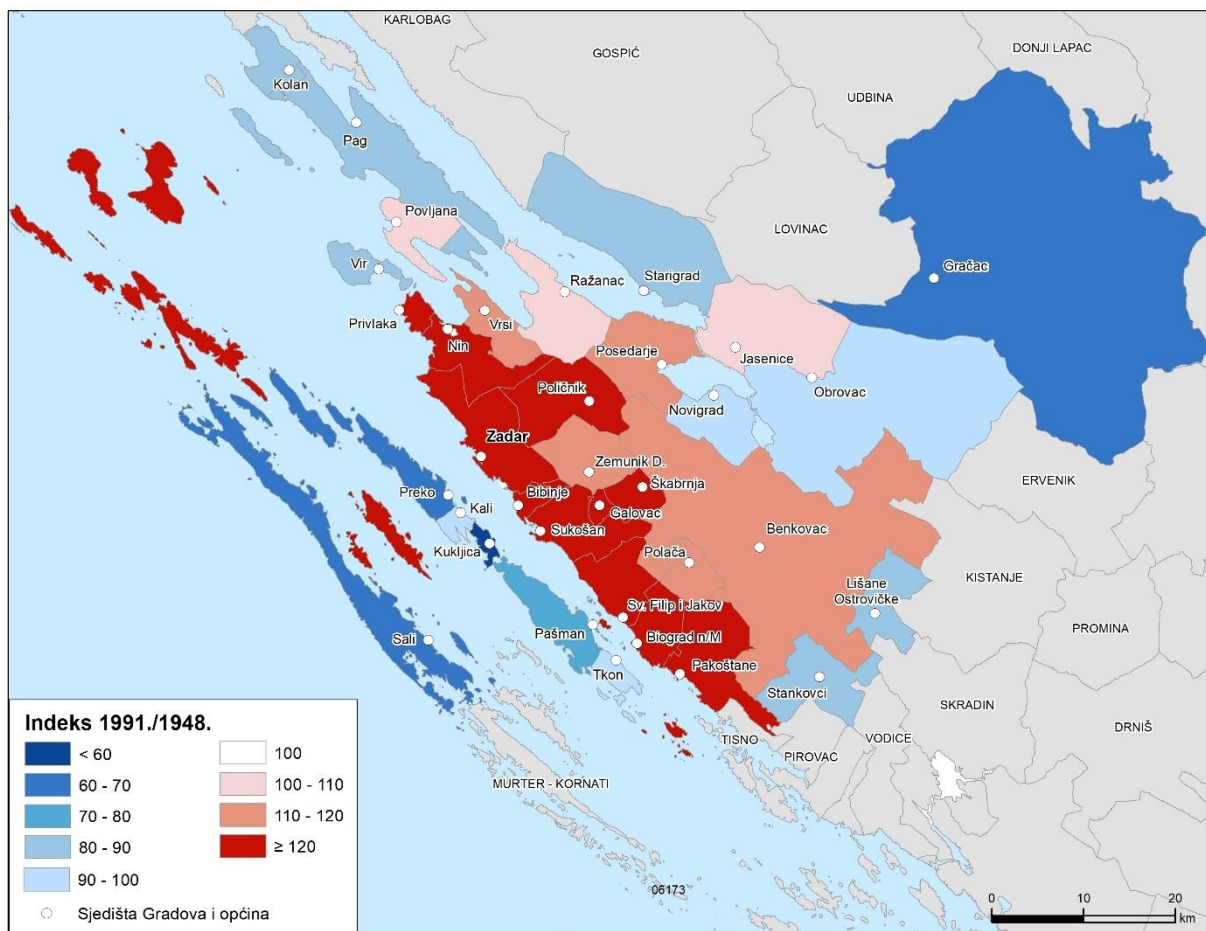 KARLOBAG
GOSPIĆ
DONJI LAPAC
Kolan
UDBINA
Pag
Povljana
LOVINAC
Vir
Ražanac
Starigrad
Gračac
Privlaka
Nin
Vrsi
Posedarje
Jasenice
Poličnik
Novigrad
Obrovac
Zadar
Zemunik D.
Škabrnja
ERVENIK
Preko
Kali
Bibinje
Galovac
Sukošan
Benkovac
Kukljica
Polača
KISTANJE
Lišane
Ostrovičke
Sv. Filip i Jakov
PROMINA
Sali
Pašman
Biograd n/M
Tkon
Pakoštane
Stankovci
SKRADIN
DRNIŠ
TISNO
VODICE
PIROVAC
MURTER - KORNATI
06173
Indeks 1991./1948.
< 60
60 - 70
70 - 80
80 - 90
90 - 100
100
100 - 110
110 - 120
≥ 120
Sjedišta Gradova i općina
0 10 20
km